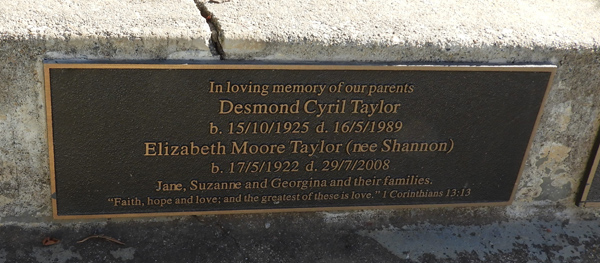 In loving memory of our parents
Desmond Cyril Taylor
b. 15/10/1925 d. 16/5/1989
Elizabeth Moore Taylor (nee Shannon)
b. 17/5/1922 d. 29/7/2008
Jane, Suzanne and Georgina and their families.
"Faith, hope and love; and the greatest of these is love." 1 Corinthians 13:13